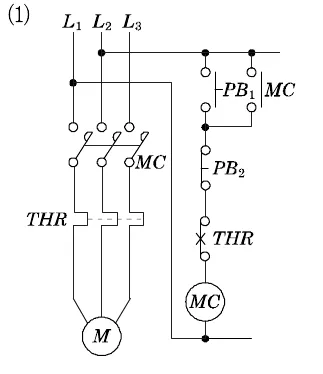 (1)
L₁ L₂ L₃
PB₁ MC
MC
PB₂
THR
THR
MC
M